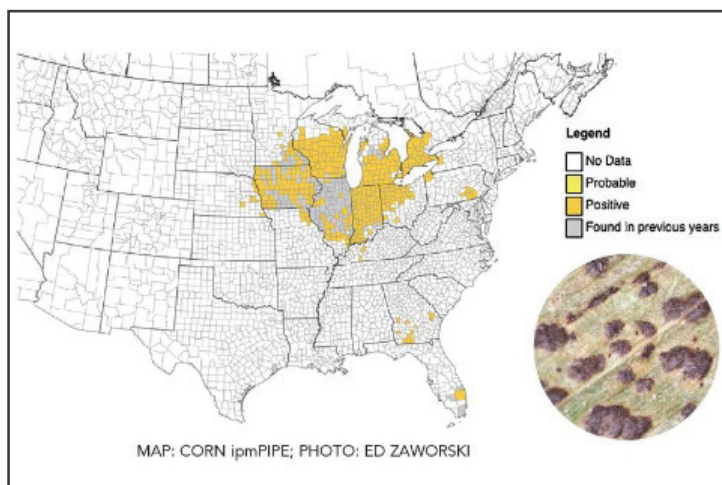 Legend
No Data
Probable
Positive
Found in previous years
MAP: CORN ipmPIPE; PHOTO: ED ZAWORSKI